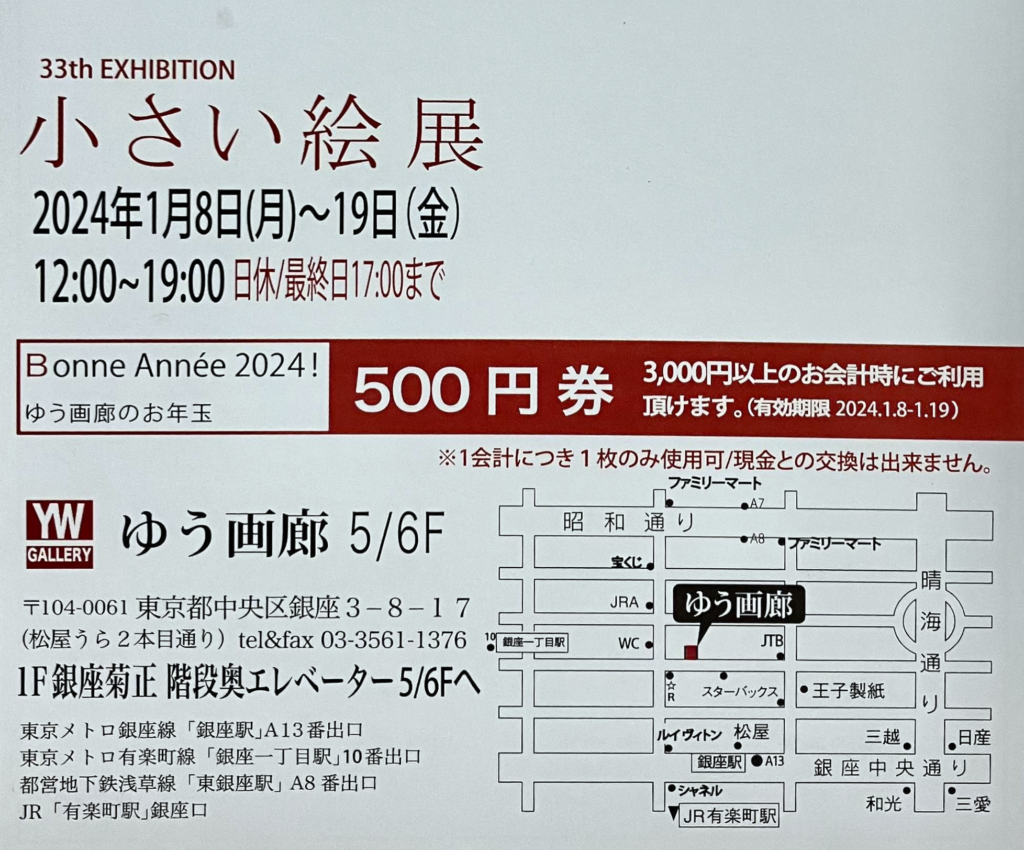 33th EXHIBITION
小さい絵 展
2024年1月8日(月)～19日(金)
12:00~19:00 日休/最終日17:00まで
Bonne Année 2024!
ゆう画廊のお年玉
500円券
3,000円以上のお会計時にご利用
頂けます。(有効期限 2024.1.8-1.19)
※1会計につき1枚のみ使用可/現金との交換は出来ません。
YW
GALLERY
ゆう画廊 5/6F
〒104-0061 東京都中央区銀座３−８−１７
(松屋うら２本目通り) tel&fax 03-3561-1376
1F銀座菊正 階段奥エレベーター5/6Fへ
東京メトロ銀座線「銀座駅」A13番出口
東京メトロ有楽町線「銀座一丁目駅」10番出口
都営地下鉄浅草線「東銀座駅」A8番出口
JR「有楽町駅」銀座口
ファミリーマート
A7
昭和通り
A8
ファミリーマート
宝くじ
晴海通り
JRA
ゆう画廊
10
銀座一丁目駅
WC
JTB
☆R
スターバックス
王子製紙
ルイヴィトン
松屋
三越
日産
銀座駅
A13
銀座中央通り
シャネル
和光
三愛
JR有楽町駅